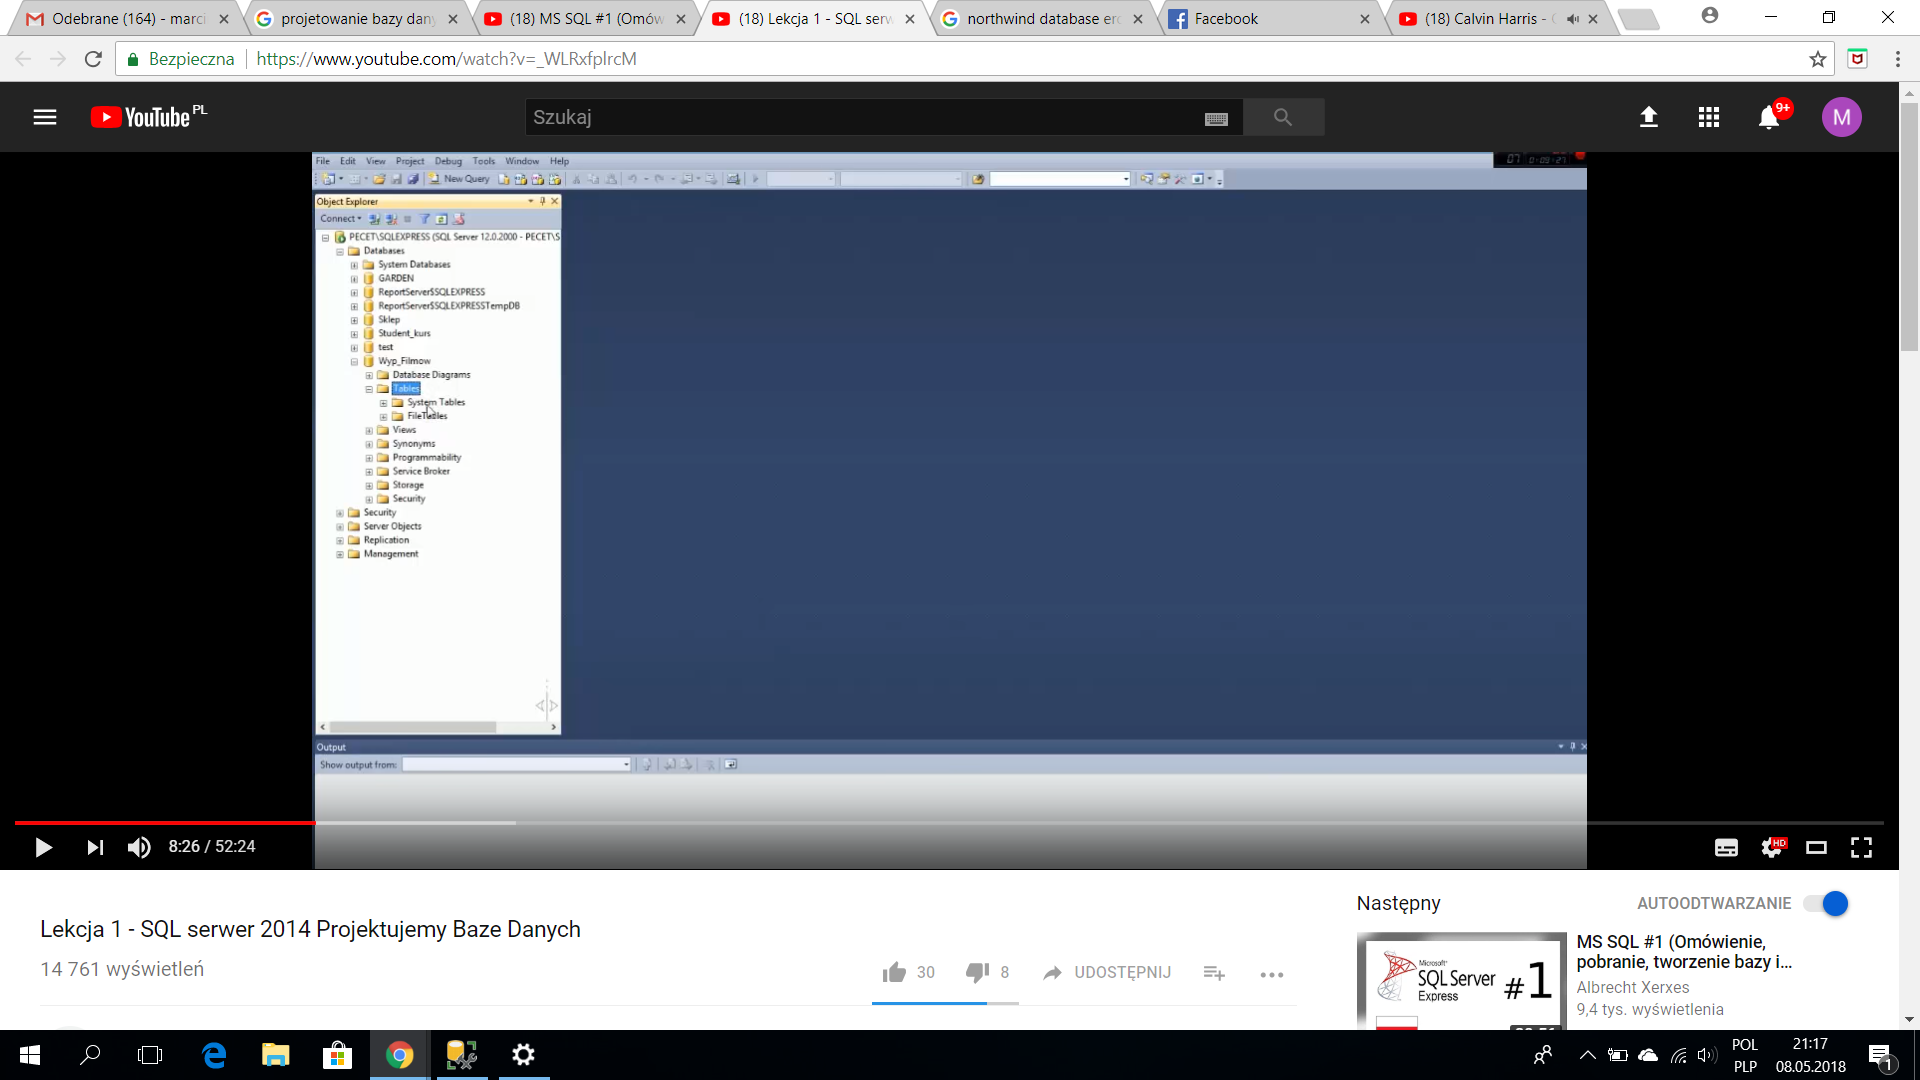 Odebrane (164) - marci
projetowanie bazy dany
(18) MS SQL #1 (Omów
(18) Lekcja 1 - SQL serw
northwind database erd
Facebook
(18) Calvin Harris -
Bezpieczna
https://www.youtube.com/watch?v=_WLRxfplrcM
YouTube PL
Szukaj
9+
M
File Edit View Project Debug Tools Window Help
New Query
Object Explorer
Connect
PECET\SQLEXPRESS (SQL Server 12.0.2000 - PECET\S
Databases
System Databases
GARDEN
ReportServer$SQLEXPRESS
ReportServer$SQLEXPRESSTempDB
Sklep
Student_kurs
test
Wyp_Filmow
Database Diagrams
Tables
System Tables
FileTables
Views
Synonyms
Programmability
Service Broker
Storage
Security
Security
Server Objects
Replication
Management
Output
Show output from:
8:26 / 52:24
HD
Lekcja 1 - SQL serwer 2014 Projektujemy Baze Danych
14 761 wyświetleń
30
8
UDOSTĘPNIJ
Następny
AUTOODTWARZANIE
Microsoft
SQL Server
Express
#1
MS SQL #1 (Omówienie,
pobranie, tworzenie bazy i...
Albrecht Xerxes
9,4 tys. wyświetlenia
POL
PLP
21:17
08.05.2018
1